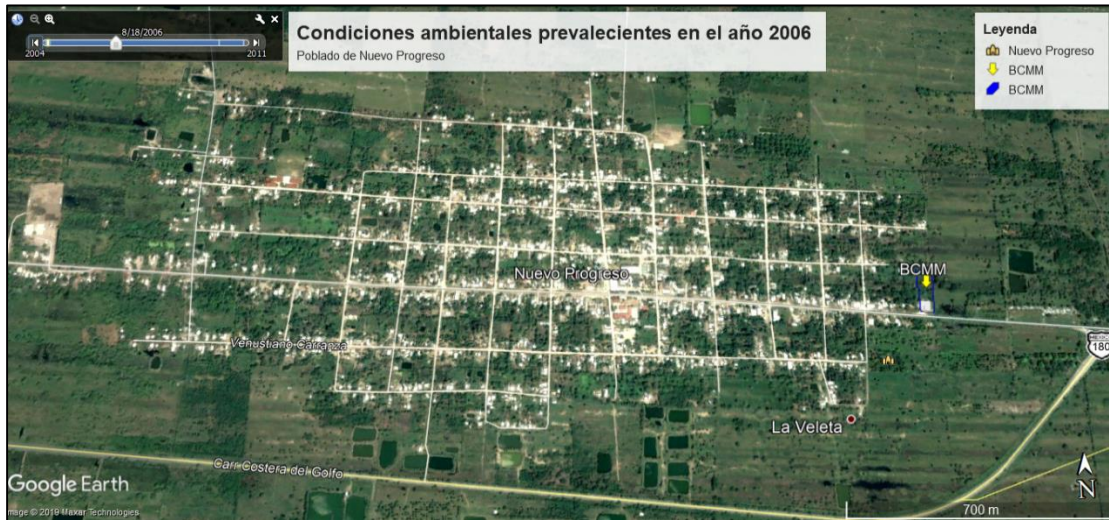 8/18/2006
2004
2011
Condiciones ambientales prevalecientes en el año 2006
Poblado de Nuevo Progreso
Leyenda
Nuevo Progreso
BCMM
BCMM
Nuevo Progreso
BCMM
MEXICO
180
Venustiano Carranza
La Veleta
Carr Costera del Golfo
Google Earth
Image © 2019 Maxar Technologies
N
700 m